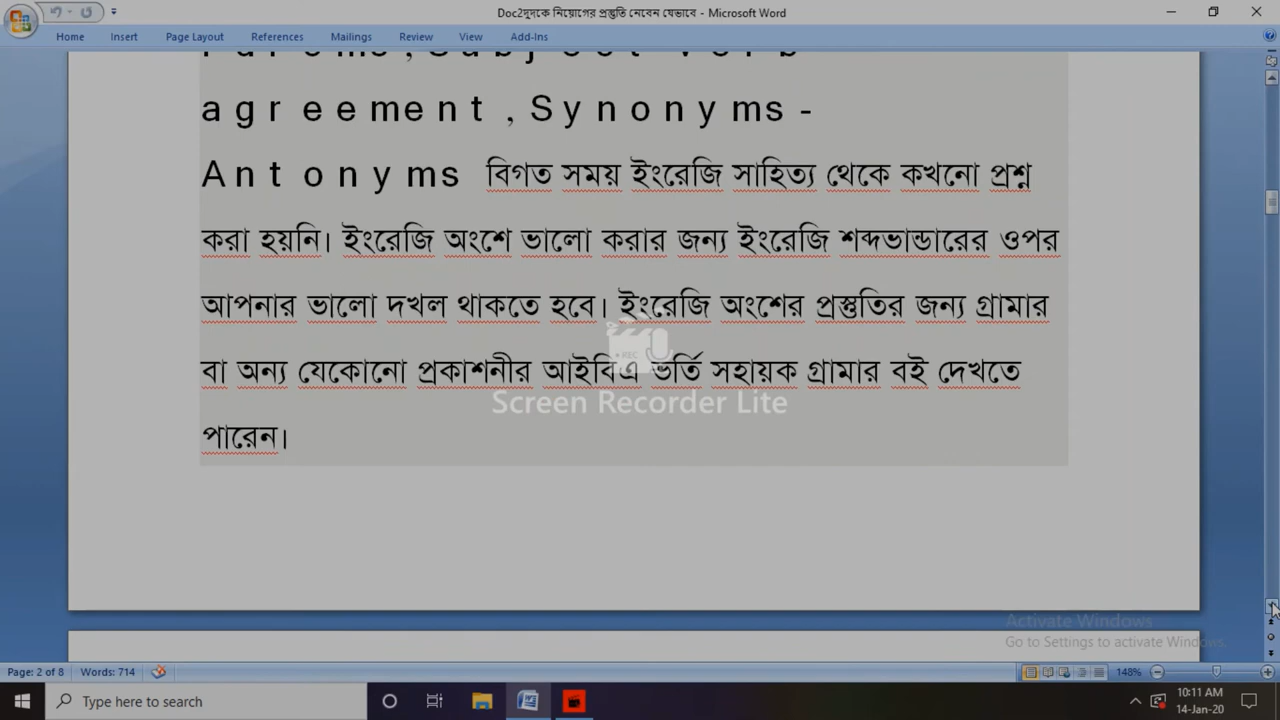 Doc2দুদকে নিয়োগের প্রস্তুতি নেবেন যেভাবে - Microsoft Word
Home Insert Page Layout References Mailings Review View Add-Ins
agreement ,Synonyms -
Antonyms বিগত সময় ইংরেজি সাহিত্য থেকে কখনো প্রশ্ন
করা হয়নি। ইংরেজি অংশে ভালো করার জন্য ইংরেজি শব্দভান্ডারের ওপর
আপনার ভালো দখল থাকতে হবে। ইংরেজি অংশের প্রস্তুতির জন্য গ্রামার
বা অন্য যেকোনো প্রকাশনীর আইবিএ ভর্তি সহায়ক গ্রামার বই দেখতে
পারেন।
REC
Screen Recorder Lite
Activate Windows
Go to Settings to activate Windows.
Page: 2 of 8 Words: 714 148%
Type here to search
10:11 AM
14-Jan-20